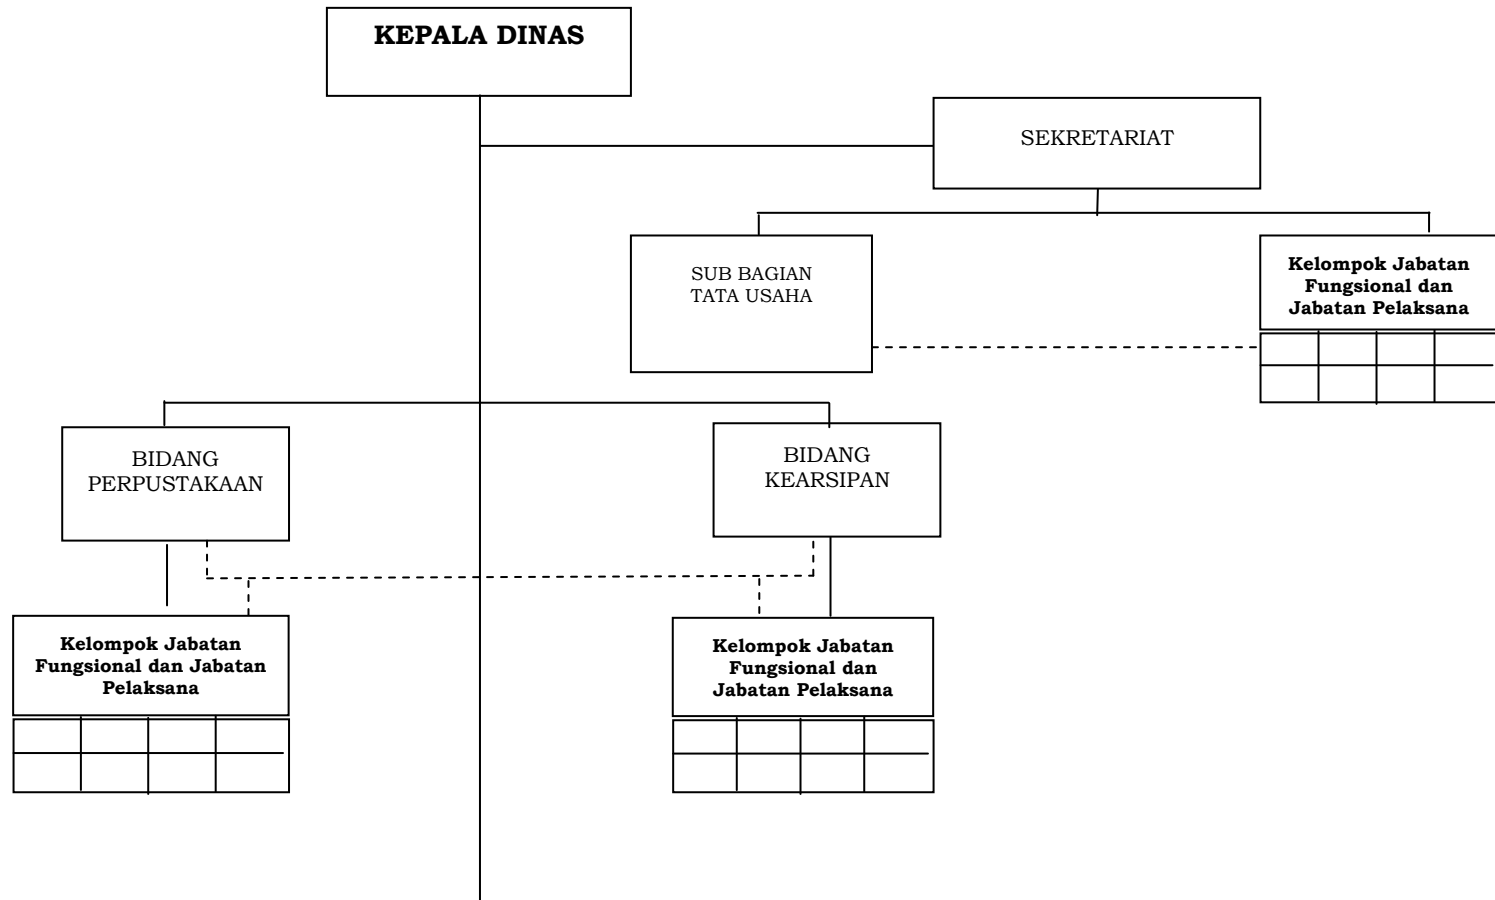 KEPALA DINAS
SEKRETARIAT
SUB BAGIAN
TATA USAHA
Kelompok Jabatan
Fungsional dan
Jabatan Pelaksana
BIDANG
PERPUSTAKAAN
BIDANG
KEARSIPAN
Kelompok Jabatan
Fungsional dan Jabatan
Pelaksana
Kelompok Jabatan
Fungsional dan
Jabatan Pelaksana